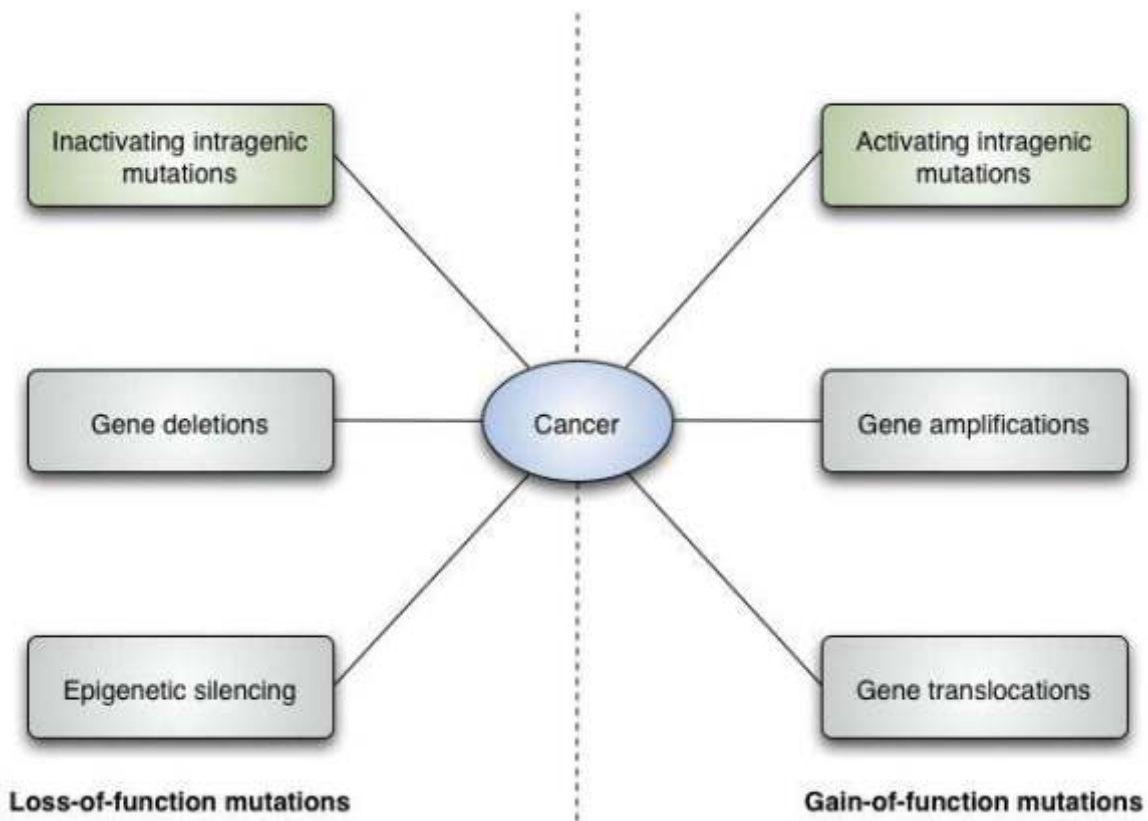 Inactivating intragenic
mutations
Activating intragenic
mutations
Gene deletions
Cancer
Gene amplifications
Epigenetic silencing
Gene translocations
Loss-of-function mutations
Gain-of-function mutations